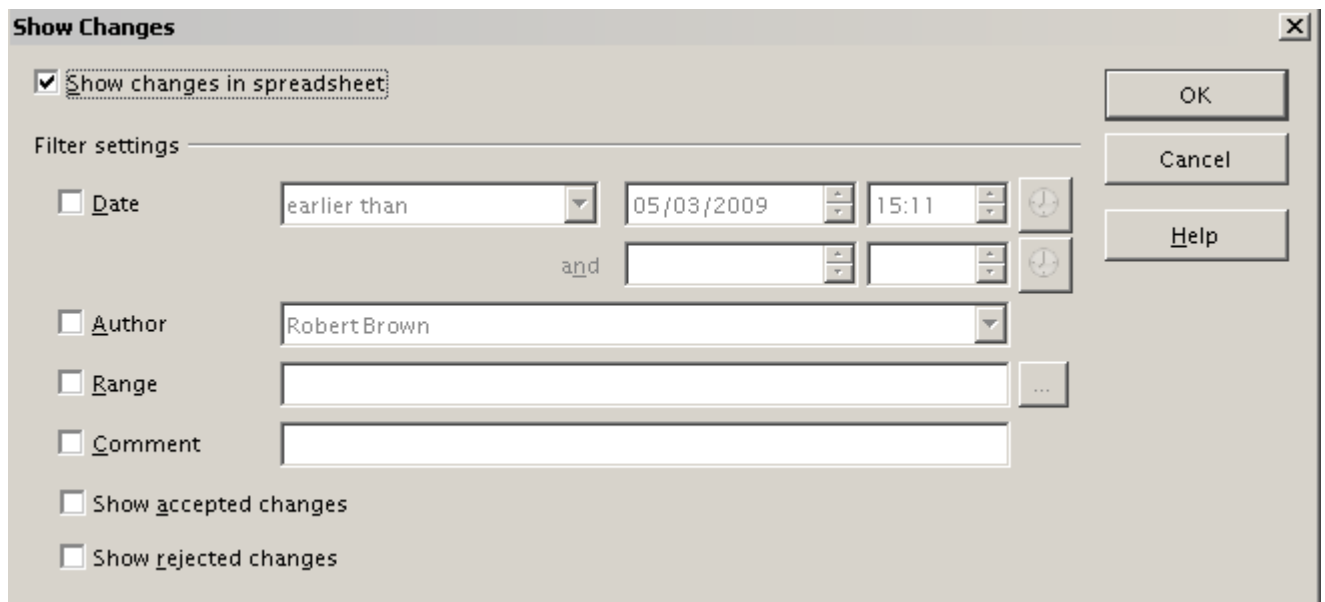 Show Changes
Show changes in spreadsheet
OK
Filter settings
Cancel
Date earlier than 05/03/2009 15:11
Help
and
Author Robert Brown
Range ...
Comment
Show accepted changes
Show rejected changes